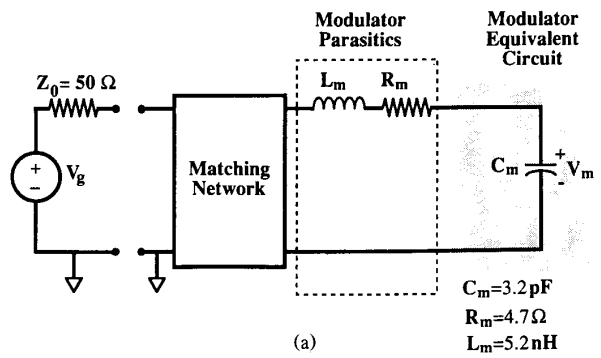 Modulator
Parasitics
Modulator
Equivalent
Circuit
Z₀= 50 Ω
Lₘ
Rₘ
+
−
V_g
Matching
Network
Cₘ
+
Vₘ
-
Cₘ=3.2pF
Rₘ=4.7Ω
Lₘ=5.2nH
(a)